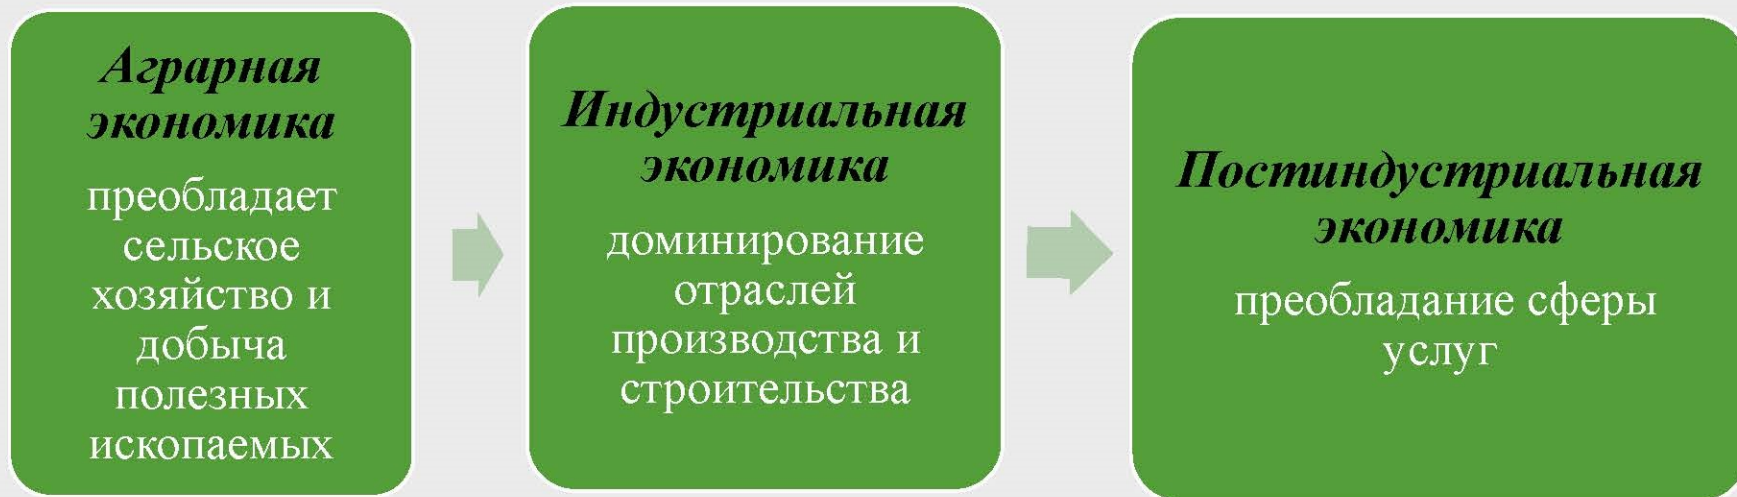 Аграрная
экономика
преобладает
сельское
хозяйство и
добыча
полезных
ископаемых
Индустриальная
экономика
доминирование
отраслей
производства и
строительства
Постиндустриальная
экономика
преобладание сферы
услуг